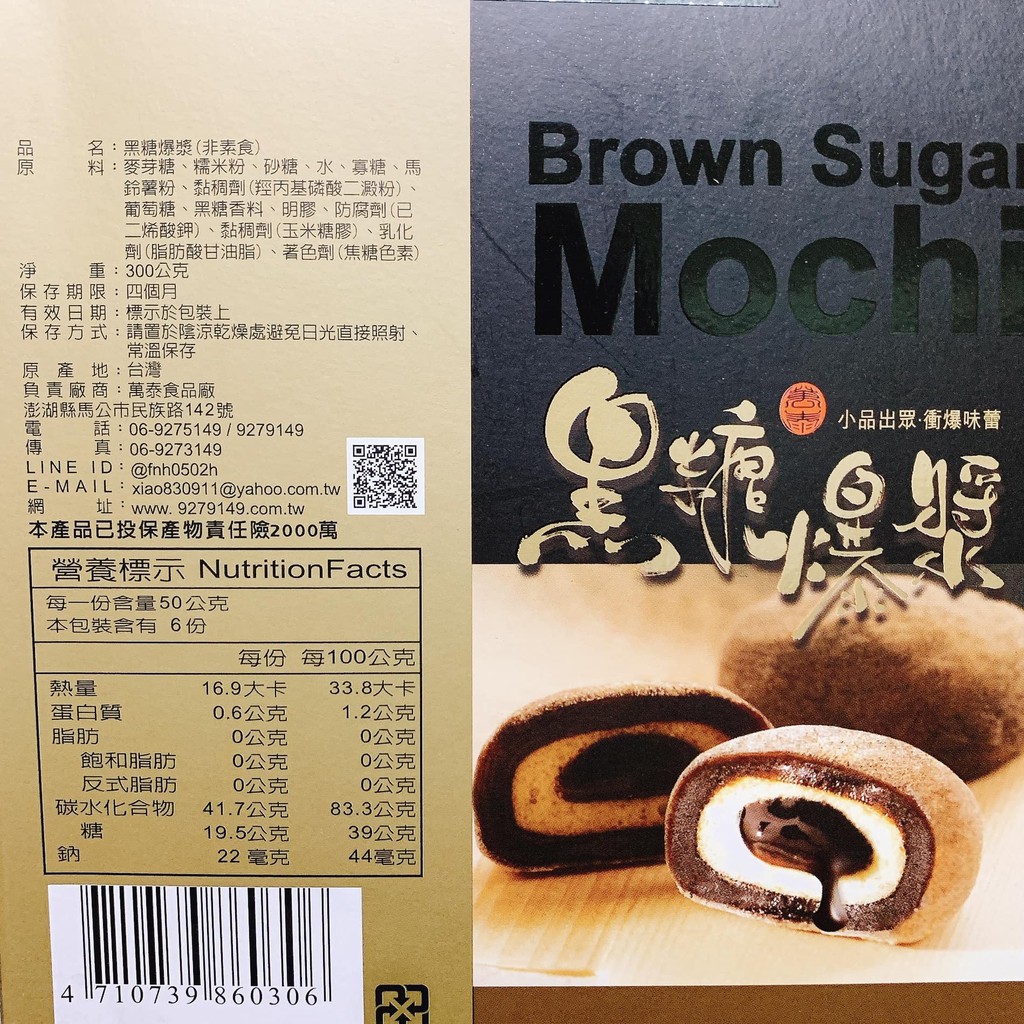 品名：黑糖爆漿(非素食)
原料：麥芽糖、糯米粉、砂糖、水、寡糖、馬
鈴薯粉、黏稠劑(羥丙基磷酸二澱粉)、
葡萄糖、黑糖香料、明膠、防腐劑(已
二烯酸鉀)、黏稠劑(玉米糖膠)、乳化
劑(脂肪酸甘油脂)、著色劑(焦糖色素)
淨重：300公克
保存期限：四個月
有效日期：標示於包裝上
保存方式：請置於陰涼乾燥處避免日光直接照射、
常溫保存
原產地：台灣
負責廠商：萬泰食品廠
澎湖縣馬公市民族路142號
電話：06-9275149 / 9279149
傳真：06-9273149
LINE ID：@fnh0502h
E-MAIL：xiao830911@yahoo.com.tw
網址：www. 9279149.com.tw
本產品已投保產物責任險2000萬
營養標示 NutritionFacts
每一份含量50公克
本包裝含有 6份
每份 每100公克
熱量 16.9大卡 33.8大卡
蛋白質 0.6公克 1.2公克
脂肪 0公克 0公克
飽和脂肪 0公克 0公克
反式脂肪 0公克 0公克
碳水化合物 41.7公克 83.3公克
糖 19.5公克 39公克
鈉 22 毫克 44毫克
4 710739 860306
Brown Sugar
Mochi
萬泰
小品出眾·衝爆味蕾
黑糖爆漿